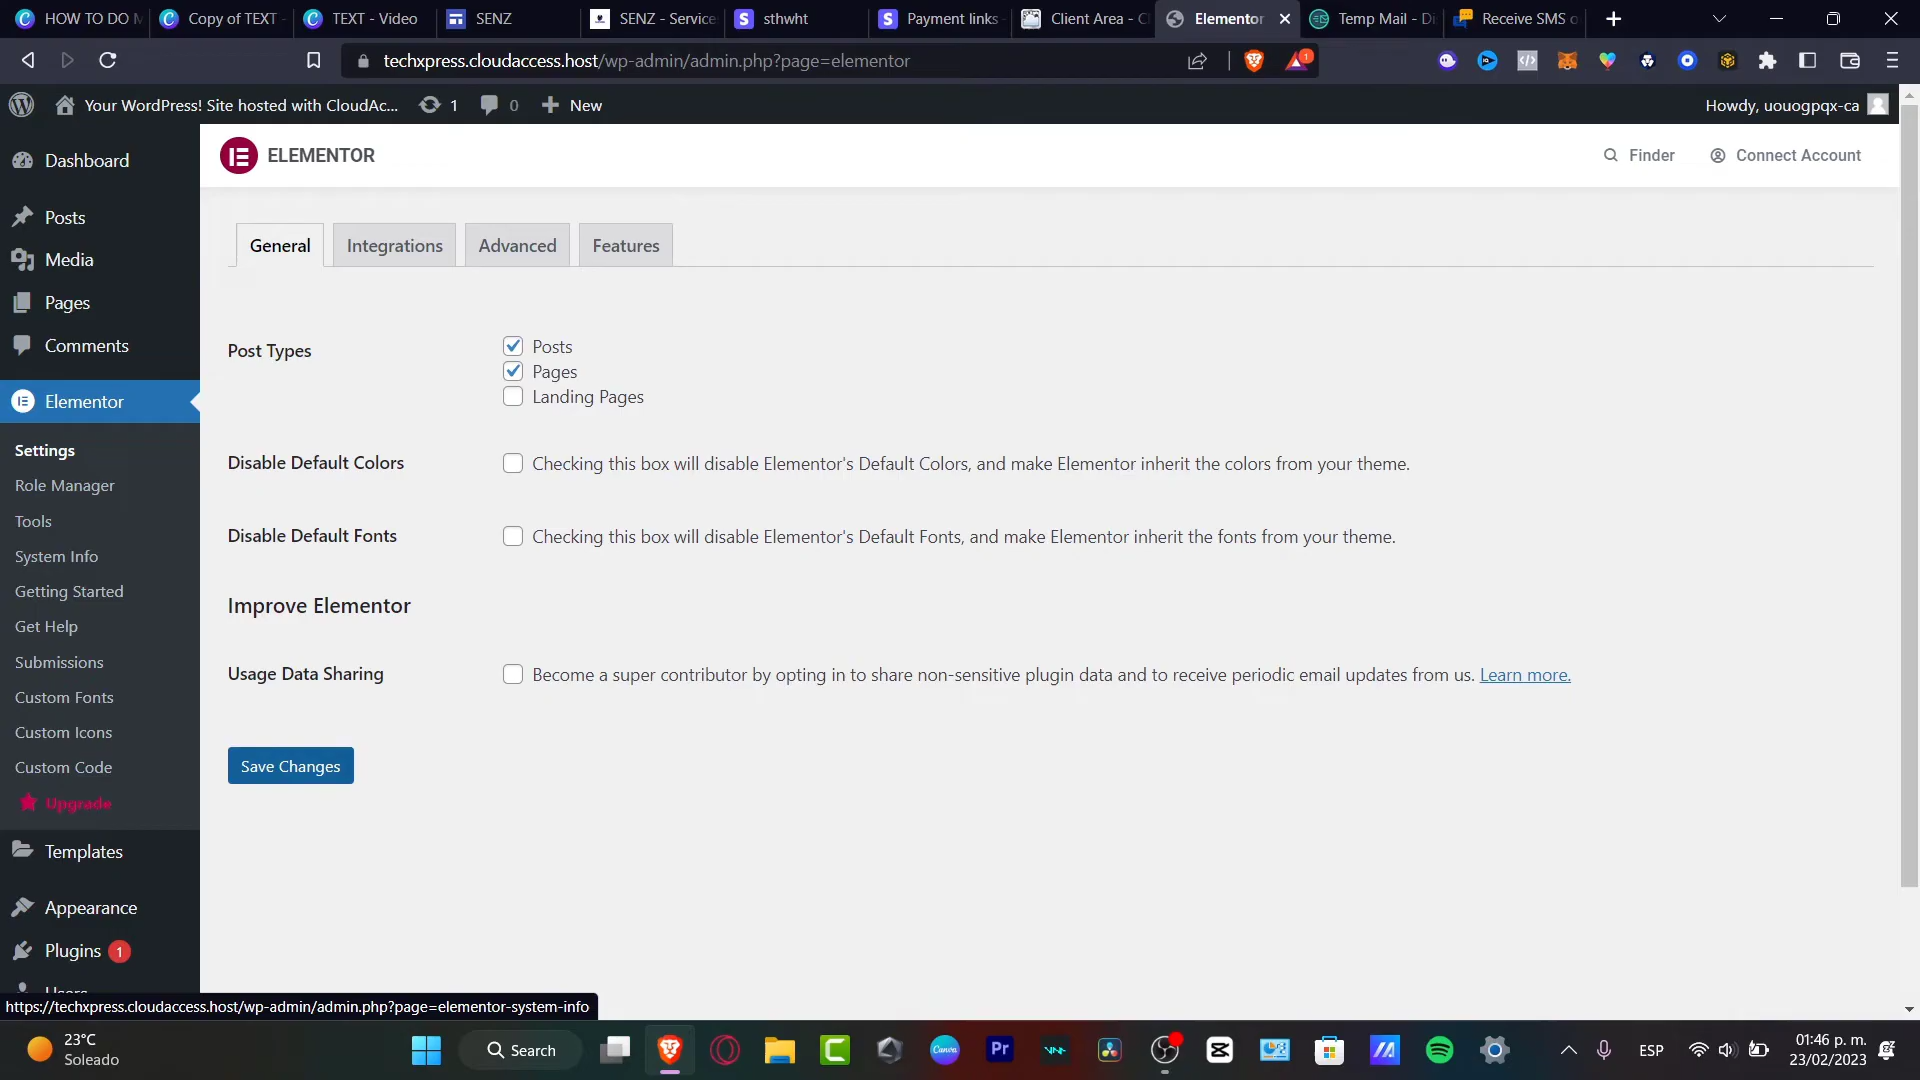 HOW TO DO M
Copy of TEXT -
TEXT - Video
SENZ
SENZ - Service
sthwht
Payment links -
Client Area - C
Elementor
Temp Mail - Di
Receive SMS o
techxpress.cloudaccess.host/wp-admin/admin.php?page=elementor
1
Your WordPress! Site hosted with CloudAc...
1
0
New
Howdy, uouogpqx-ca
Dashboard
Posts
Media
Pages
Comments
Elementor
Settings
Role Manager
Tools
System Info
Getting Started
Get Help
Submissions
Custom Fonts
Custom Icons
Custom Code
Upgrade
Templates
Appearance
Plugins 1
ELEMENTOR
Finder
Connect Account
General
Integrations
Advanced
Features
Post Types
Posts
Pages
Landing Pages
Disable Default Colors
Checking this box will disable Elementor's Default Colors, and make Elementor inherit the colors from your theme.
Disable Default Fonts
Checking this box will disable Elementor's Default Fonts, and make Elementor inherit the fonts from your theme.
Improve Elementor
Usage Data Sharing
Become a super contributor by opting in to share non-sensitive plugin data and to receive periodic email updates from us. Learn more.
Save Changes
https://techxpress.cloudaccess.host/wp-admin/admin.php?page=elementor-system-info
23°C
Soleado
Search
Canva
Pr
ESP
01:46 p. m.
23/02/2023